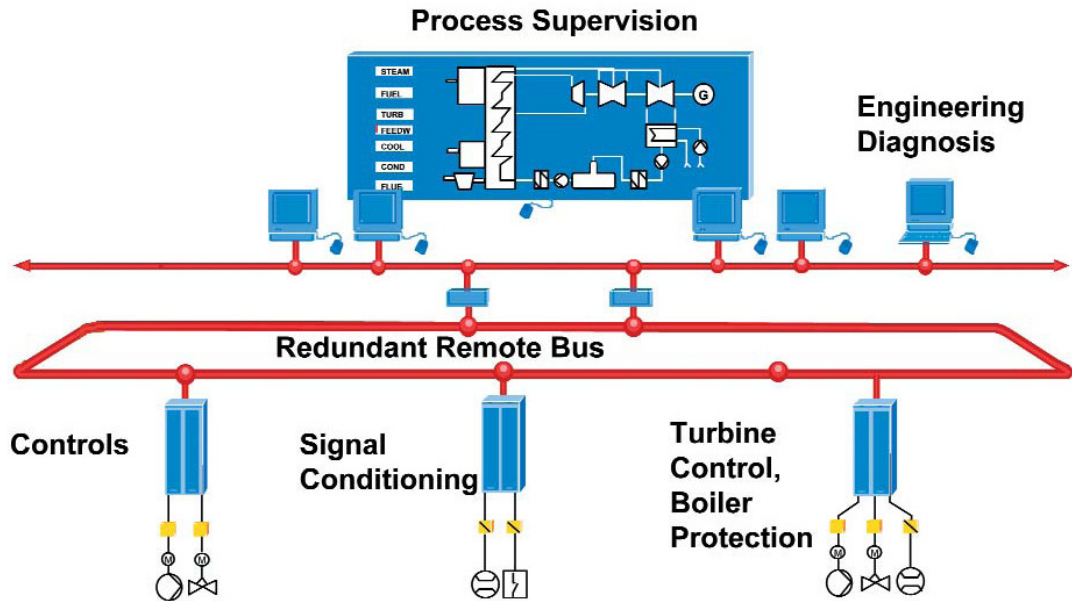 Process Supervision
STEAM
FUEL
TURB
FEEDW
COOL
COND
FLUE
G
Engineering
Diagnosis
Redundant Remote Bus
Controls
Signal
Conditioning
Turbine
Control,
Boiler
Protection
M
M
M
M